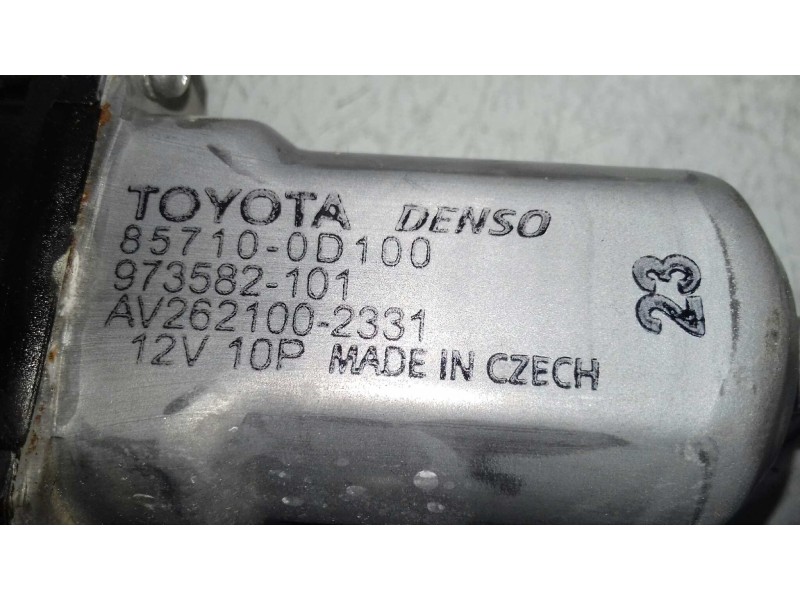 TOYOTA DENSO
85710-0D100
973582-101
AV262100-2331
12V 10P MADE IN CZECH
23